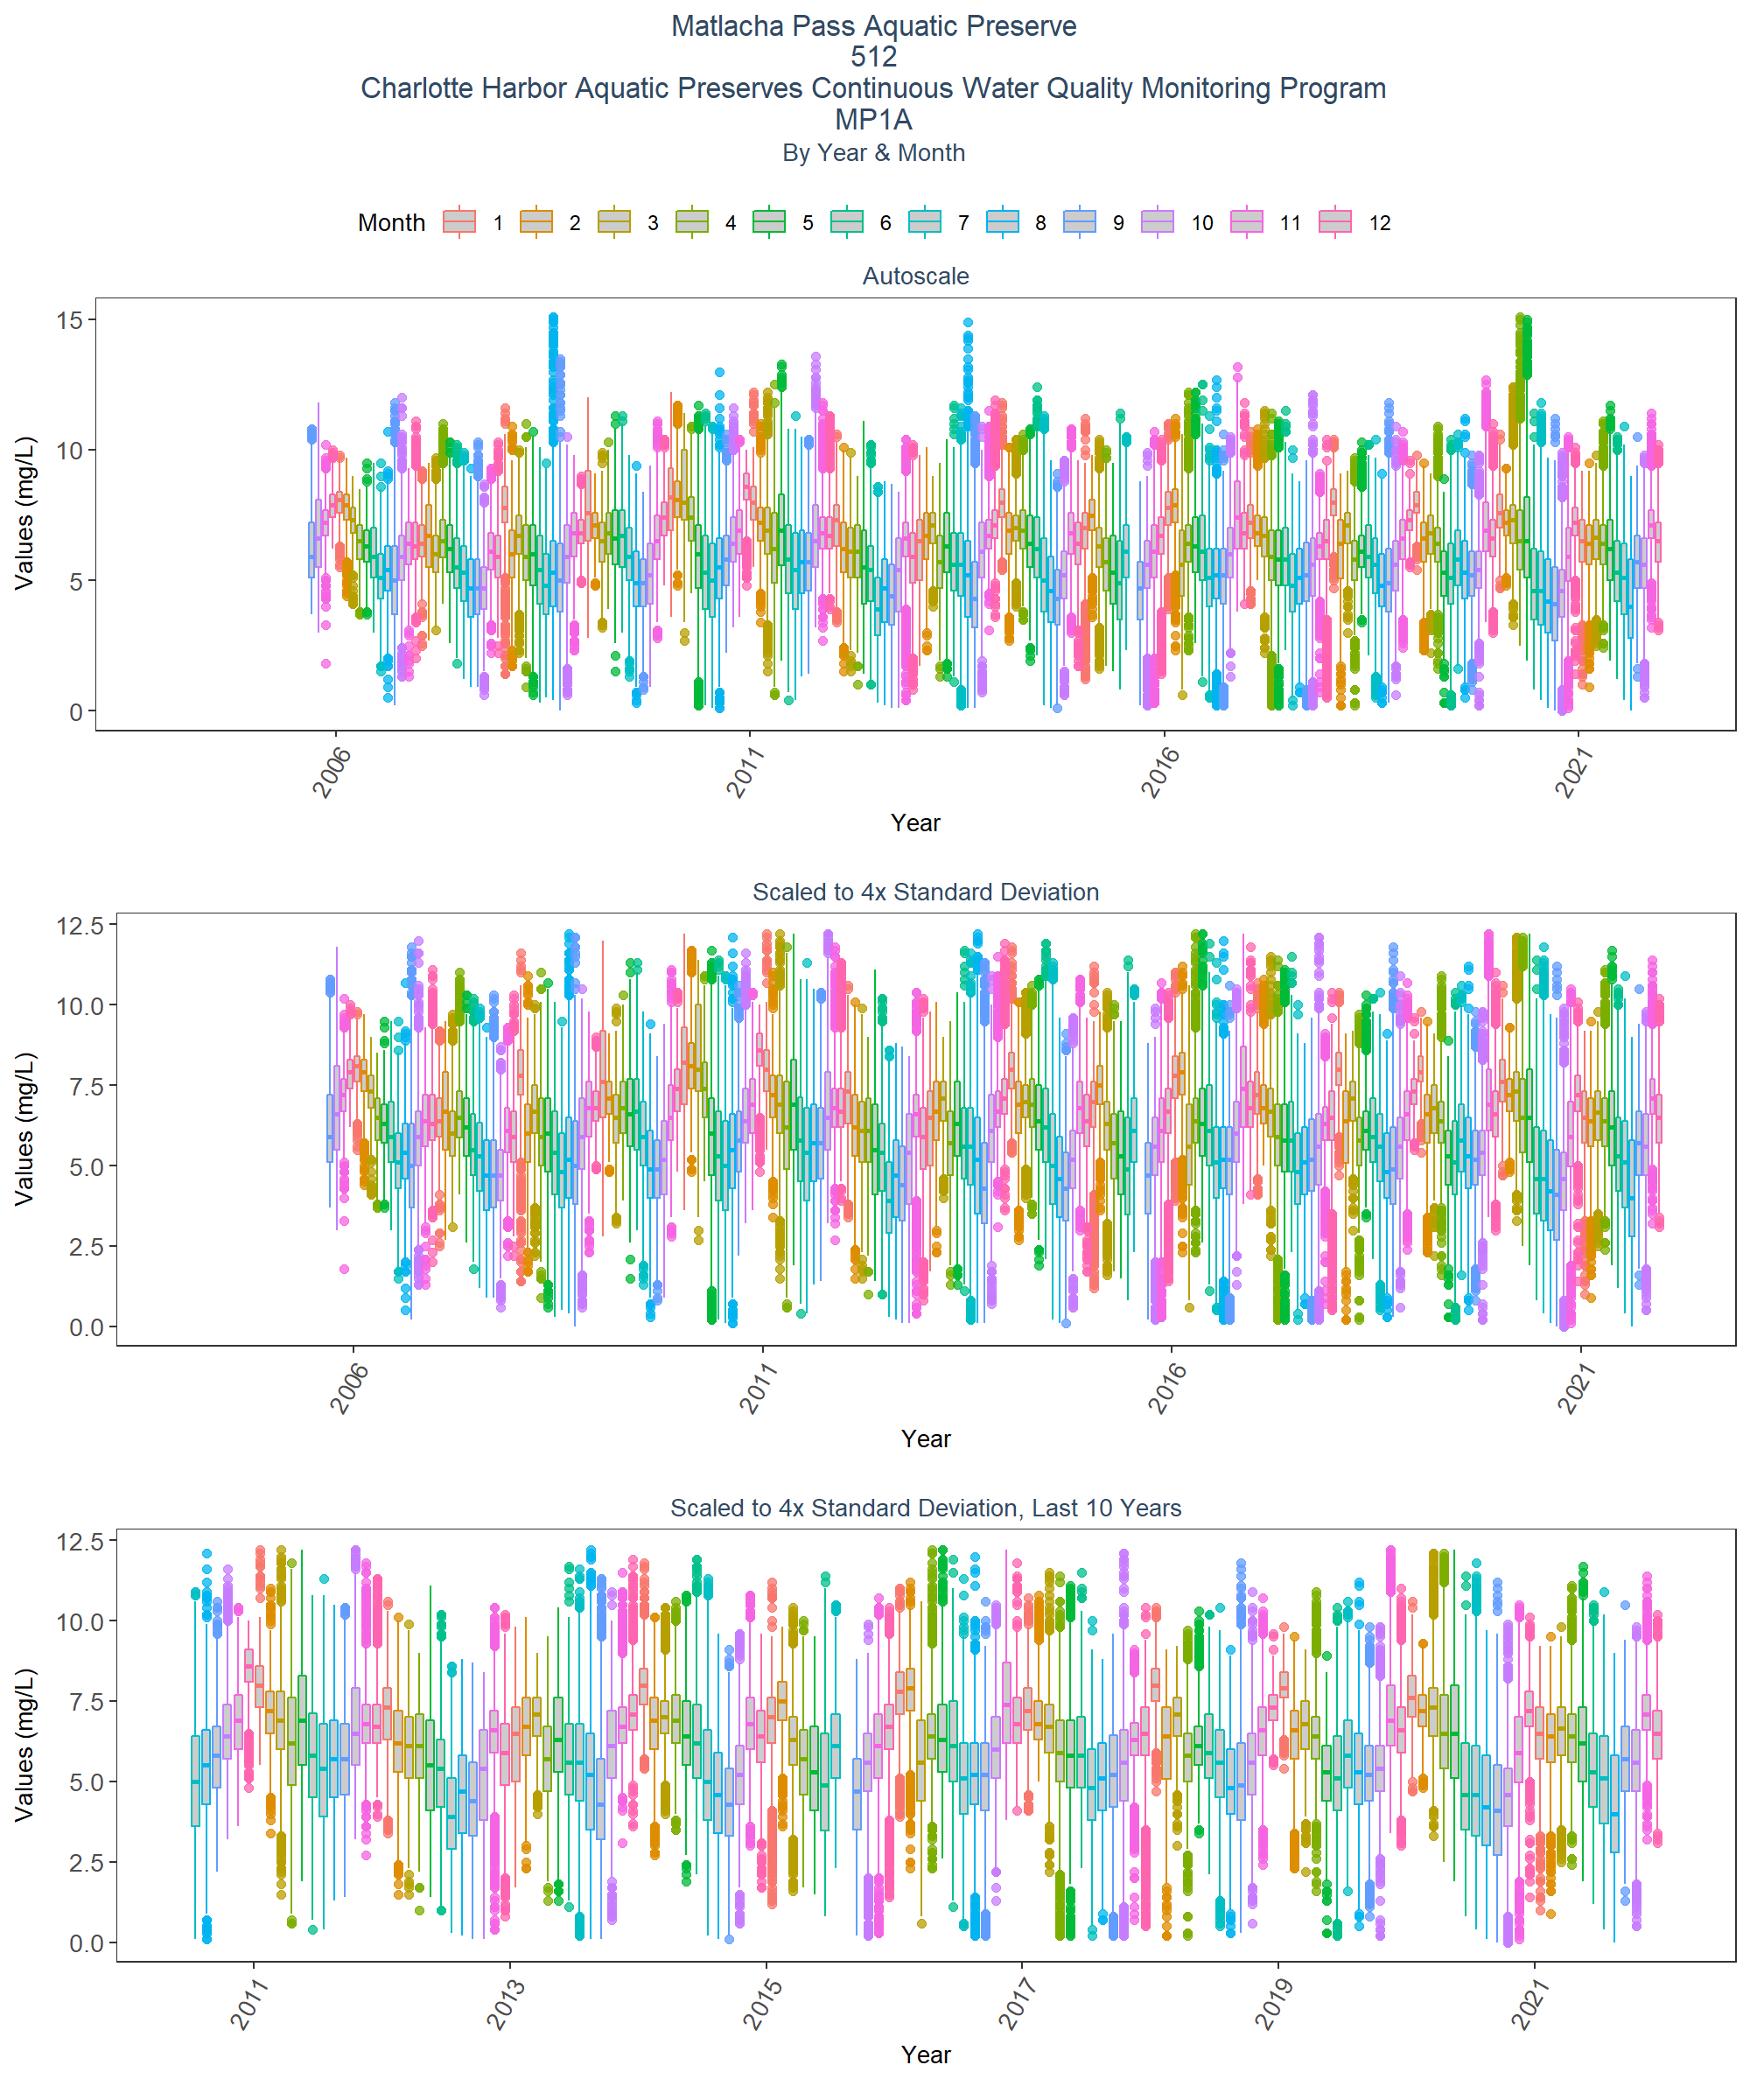 Matlacha Pass Aquatic Preserve
512
Charlotte Harbor Aquatic Preserves Continuous Water Quality Monitoring Program
MP1A
By Year & Month
Month 1 2 3 4 5 6 7 8 9 10 11 12
Autoscale
15
10
5
0
Values (mg/L)
2006 2011 2016 2021
Year
Scaled to 4x Standard Deviation
12.5
10.0
7.5
5.0
2.5
0.0
Values (mg/L)
2006 2011 2016 2021
Year
Scaled to 4x Standard Deviation, Last 10 Years
12.5
10.0
7.5
5.0
2.5
0.0
Values (mg/L)
2011 2013 2015 2017 2019 2021
Year